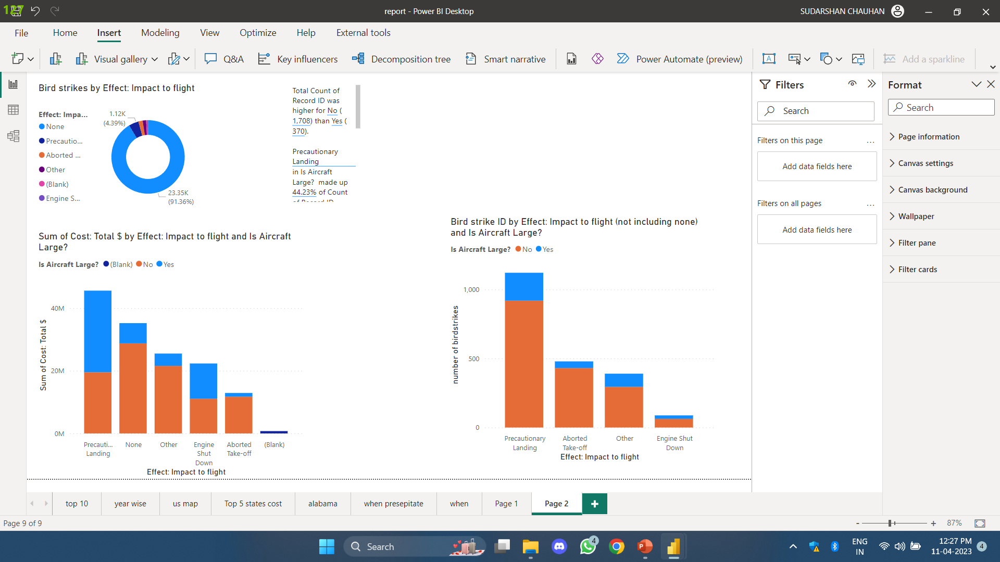 127
report - Power BI Desktop
SUDARSHAN CHAUHAN
File
Home
Insert
Modeling
View
Optimize
Help
External tools
Visual gallery
Q&A
Key influencers
Decomposition tree
Smart narrative
Power Automate (preview)
A
Add a sparkline
Bird strikes by Effect: Impact to flight
Effect: Impa...
None
Precautio...
Aborted ...
Other
(Blank)
Engine S...
1.12K
(4.39%)
23.35K
(91.36%)
Total Count of
Record ID was
higher for No (
1,708) than Yes (
370).
Precautionary
Landing
in Is Aircraft
Large?  made up
44.23% of Count
of Record ID
Sum of Cost: Total $ by Effect: Impact to flight and Is Aircraft
Large?
Is Aircraft Large? (Blank) No Yes
Sum of Cost: Total $
40M
20M
0M
Precauti...
Landing
None
Other
Engine
Shut
Down
Aborted
Take-off
(Blank)
Effect: Impact to flight
Bird strike ID by Effect: Impact to flight (not including none)
and Is Aircraft Large?
Is Aircraft Large? No Yes
number of birdstrikes
1,000
500
0
Precautionary
Landing
Aborted
Take-off
Other
Engine Shut
Down
Effect: Impact to flight
Filters
Search
Filters on this page
...
Add data fields here
Filters on all pages
...
Add data fields here
Format
Search
Page information
Canvas settings
Canvas background
Wallpaper
Filter pane
Filter cards
top 10
year wise
us map
Top 5 states cost
alabama
when presepitate
when
Page 1
Page 2
+
Page 9 of 9
- + 87%
Search
4
P
ENG
IN
12:27 PM
11-04-2023
4